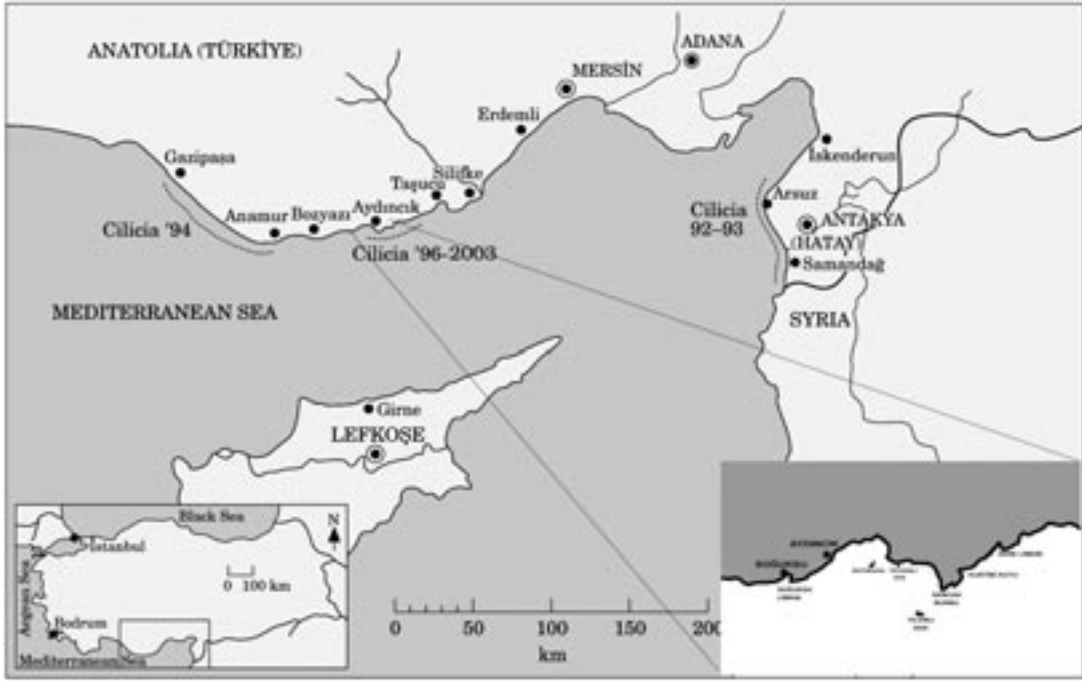 ANATOLIA (TÜRKİYE)
ADANA
MERSİN
Erdemli
Gazipaşa
Silifke
Taşucu
Aydıncık
Anamur
Bozyazı
İskenderun
Arsuz
Cilicia '94
Cilicia '96-2003
Cilicia
92-93
ANTAKYA
(HATAY)
Samandağ
MEDITERRANEAN SEA
SYRIA
Girne
LEFKOŞE
Black Sea
N
İstanbul
0 100 km
Aegean Sea
Bodrum
Mediterranean Sea
0 50 100 150 200
km
AYDINCIK